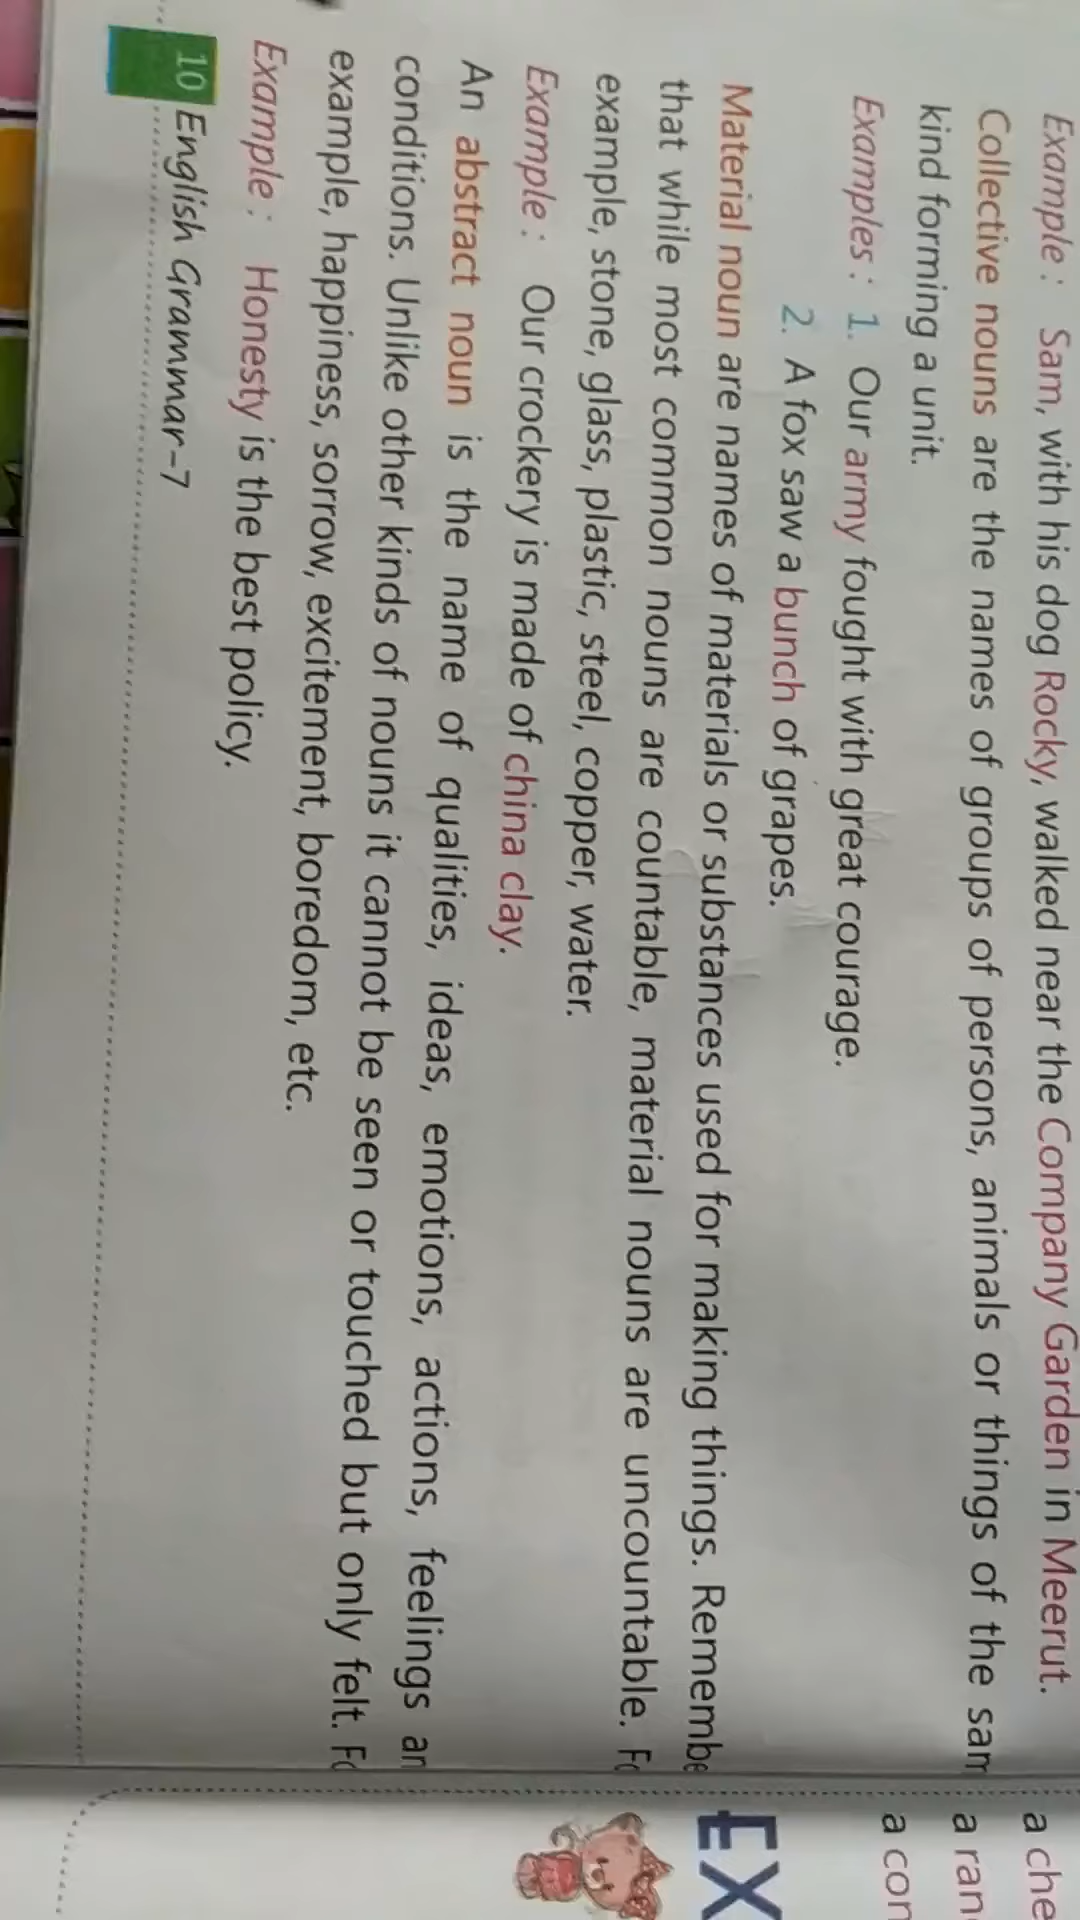 Example : Sam, with his dog Rocky, walked near the Company Garden in Meerut.
Collective nouns are the names of groups of persons, animals or things of the
kind forming a unit.
Examples : 1. Our army fought with great courage.
2. A fox saw a bunch of grapes.
Material noun are names of materials or substances used for making things.
that while most common nouns are countable, material nouns are uncountable.
example, stone, glass, plastic, steel, copper, water.
Example : Our crockery is made of china clay.
An abstract noun is the name of qualities, ideas, emotions, actions, feelings
conditions. Unlike other kinds of nouns it cannot be seen or touched but only felt.
example, happiness, sorrow, excitement, boredom, etc.
Example : Honesty is the best policy.
10 English Grammar-7
a
a
a
EX